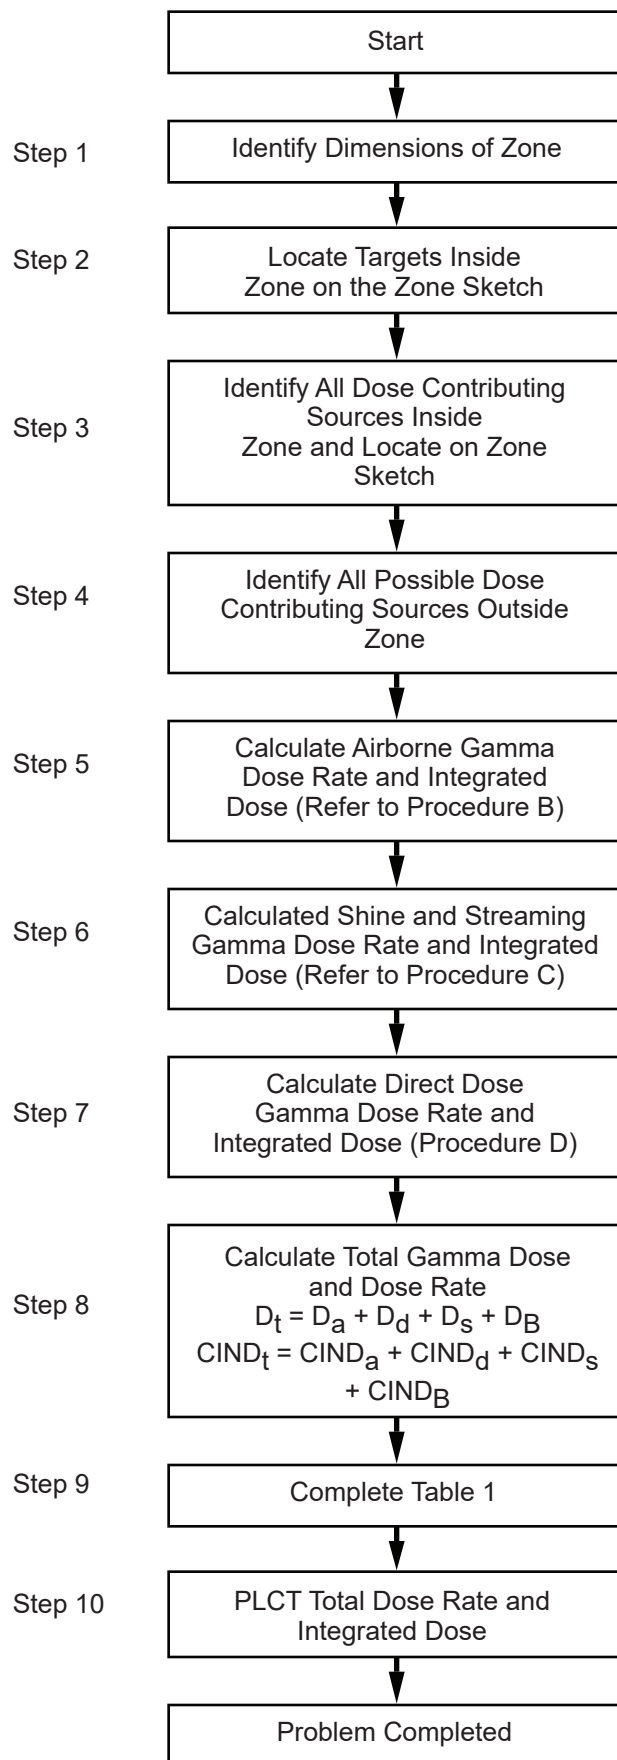 Start
Step 1
Identify Dimensions of Zone
Step 2
Locate Targets Inside
Zone on the Zone Sketch
Step 3
Identify All Dose Contributing
Sources Inside
Zone and Locate on Zone
Sketch
Step 4
Identify All Possible Dose
Contributing Sources Outside
Zone
Step 5
Calculate Airborne Gamma
Dose Rate and Integrated
Dose (Refer to Procedure B)
Step 6
Calculated Shine and Streaming
Gamma Dose Rate and Integrated
Dose (Refer to Procedure C)
Step 7
Calculate Direct Dose
Gamma Dose Rate and
Integrated Dose (Procedure D)
Step 8
Calculate Total Gamma Dose
and Dose Rate
Dt = Da + Dd + Ds + DB
CINDt = CINDa + CINDd + CINDs
+ CINDB
Step 9
Complete Table 1
Step 10
PLCT Total Dose Rate and
Integrated Dose
Problem Completed